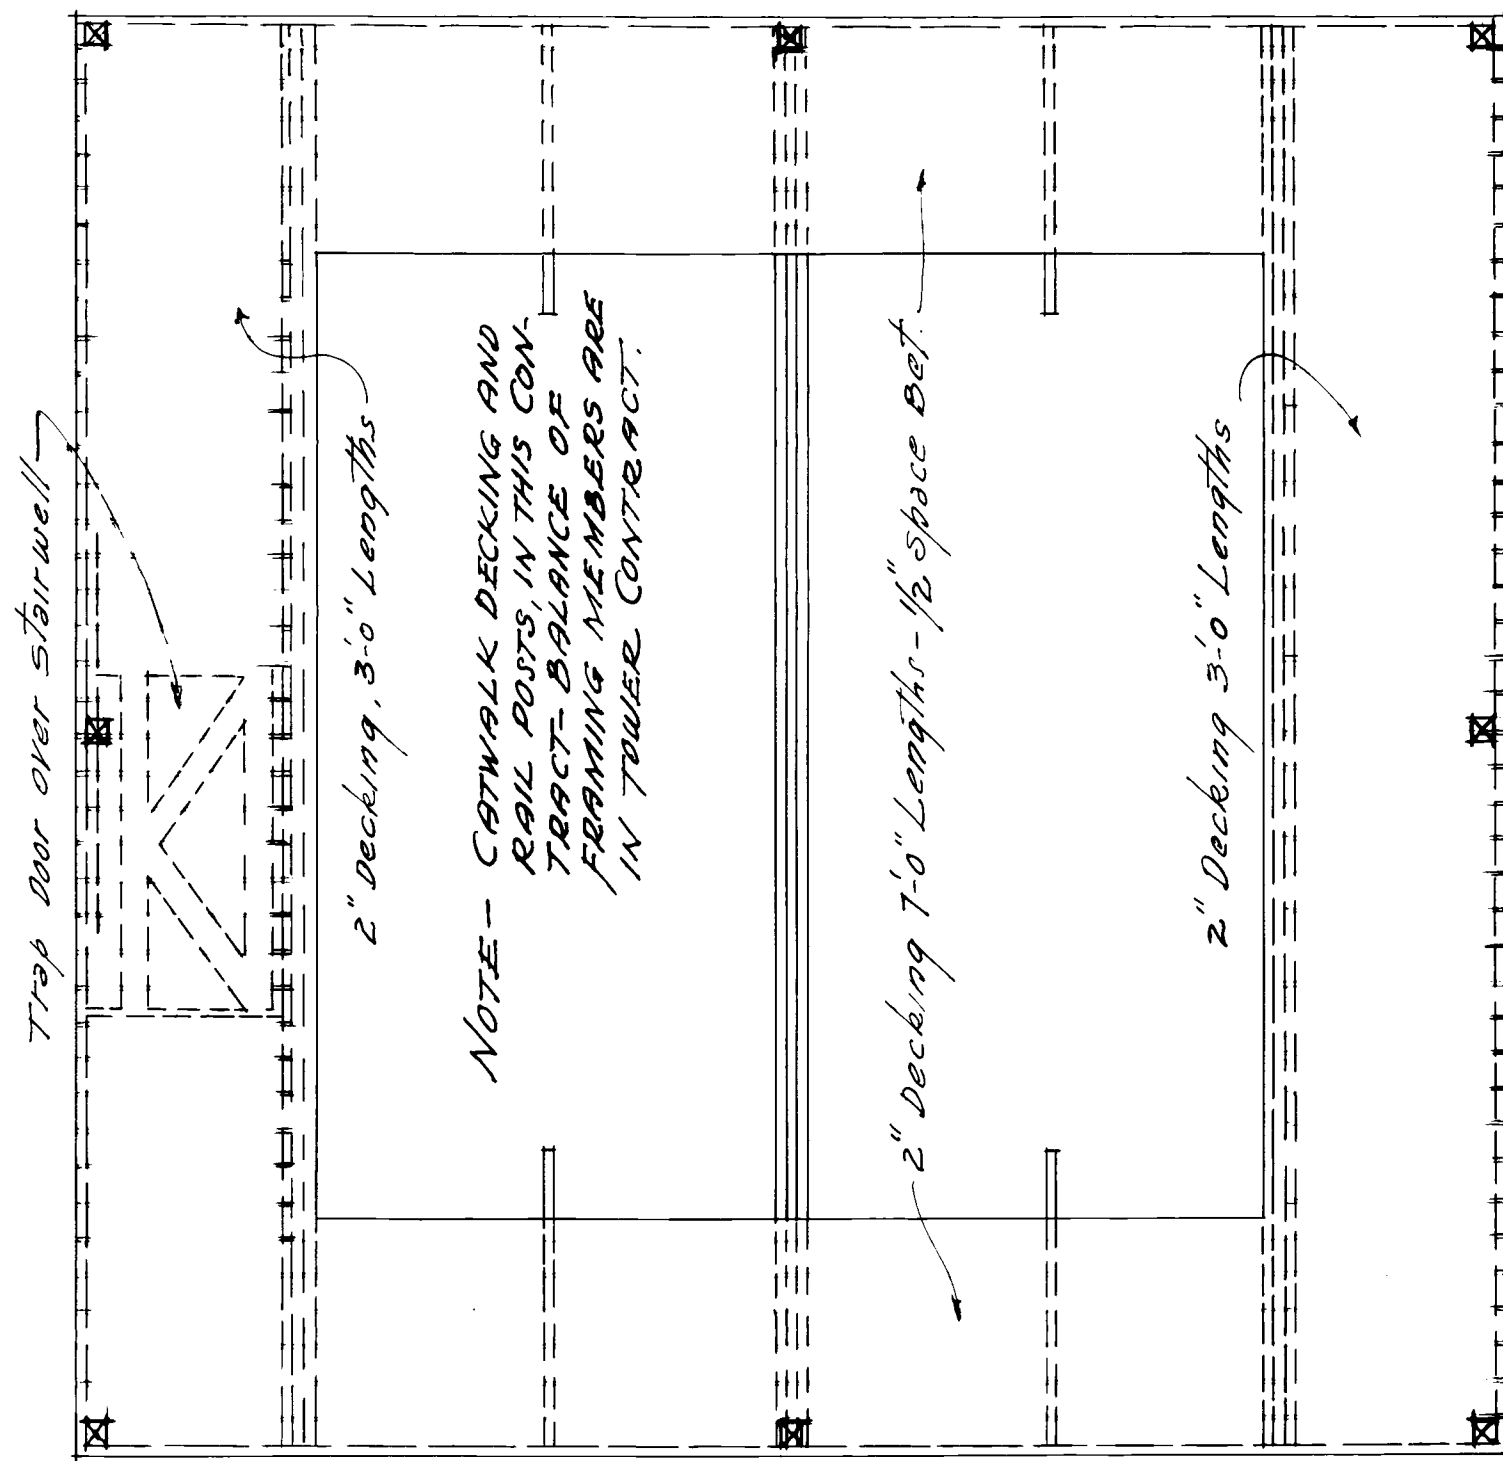 Trap Door over stairwell
2" Decking, 3'-0" Lengths
NOTE- CATWALK DECKING AND
RAIL POSTS, IN THIS CON-
TRACT- BALANCE OF
FRAMING MEMBERS ARE
IN TOWER CONTRACT.
2" Decking 7'-0" Lengths - 1/2" Space Bet.
2" Decking 3'-0" Lengths